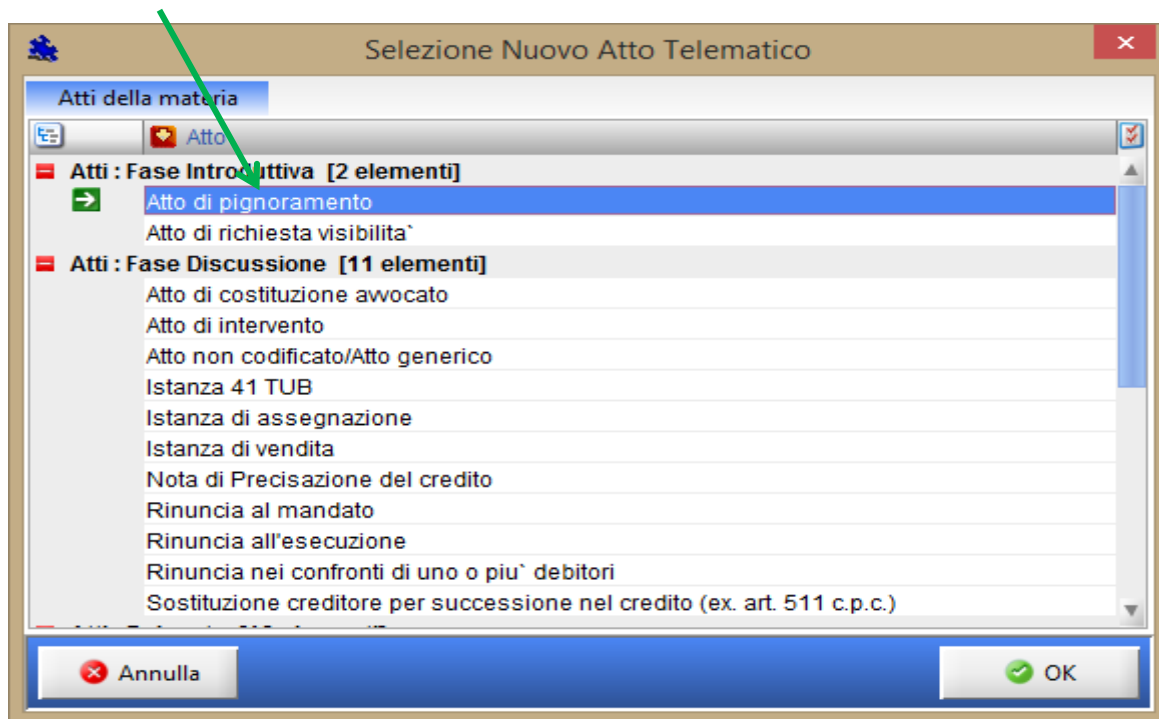 Selezione Nuovo Atto Telematico
Atti della materia
Atto
Atti : Fase Introduttiva [2 elementi]
Atto di pignoramento
Atto di richiesta visibilita`
Atti : Fase Discussione [11 elementi]
Atto di costituzione avvocato
Atto di intervento
Atto non codificato/Atto generico
Istanza 41 TUB
Istanza di assegnazione
Istanza di vendita
Nota di Precisazione del credito
Rinuncia al mandato
Rinuncia all'esecuzione
Rinuncia nei confronti di uno o piu` debitori
Sostituzione creditore per successione nel credito (ex. art. 511 c.p.c.)
Annulla
OK